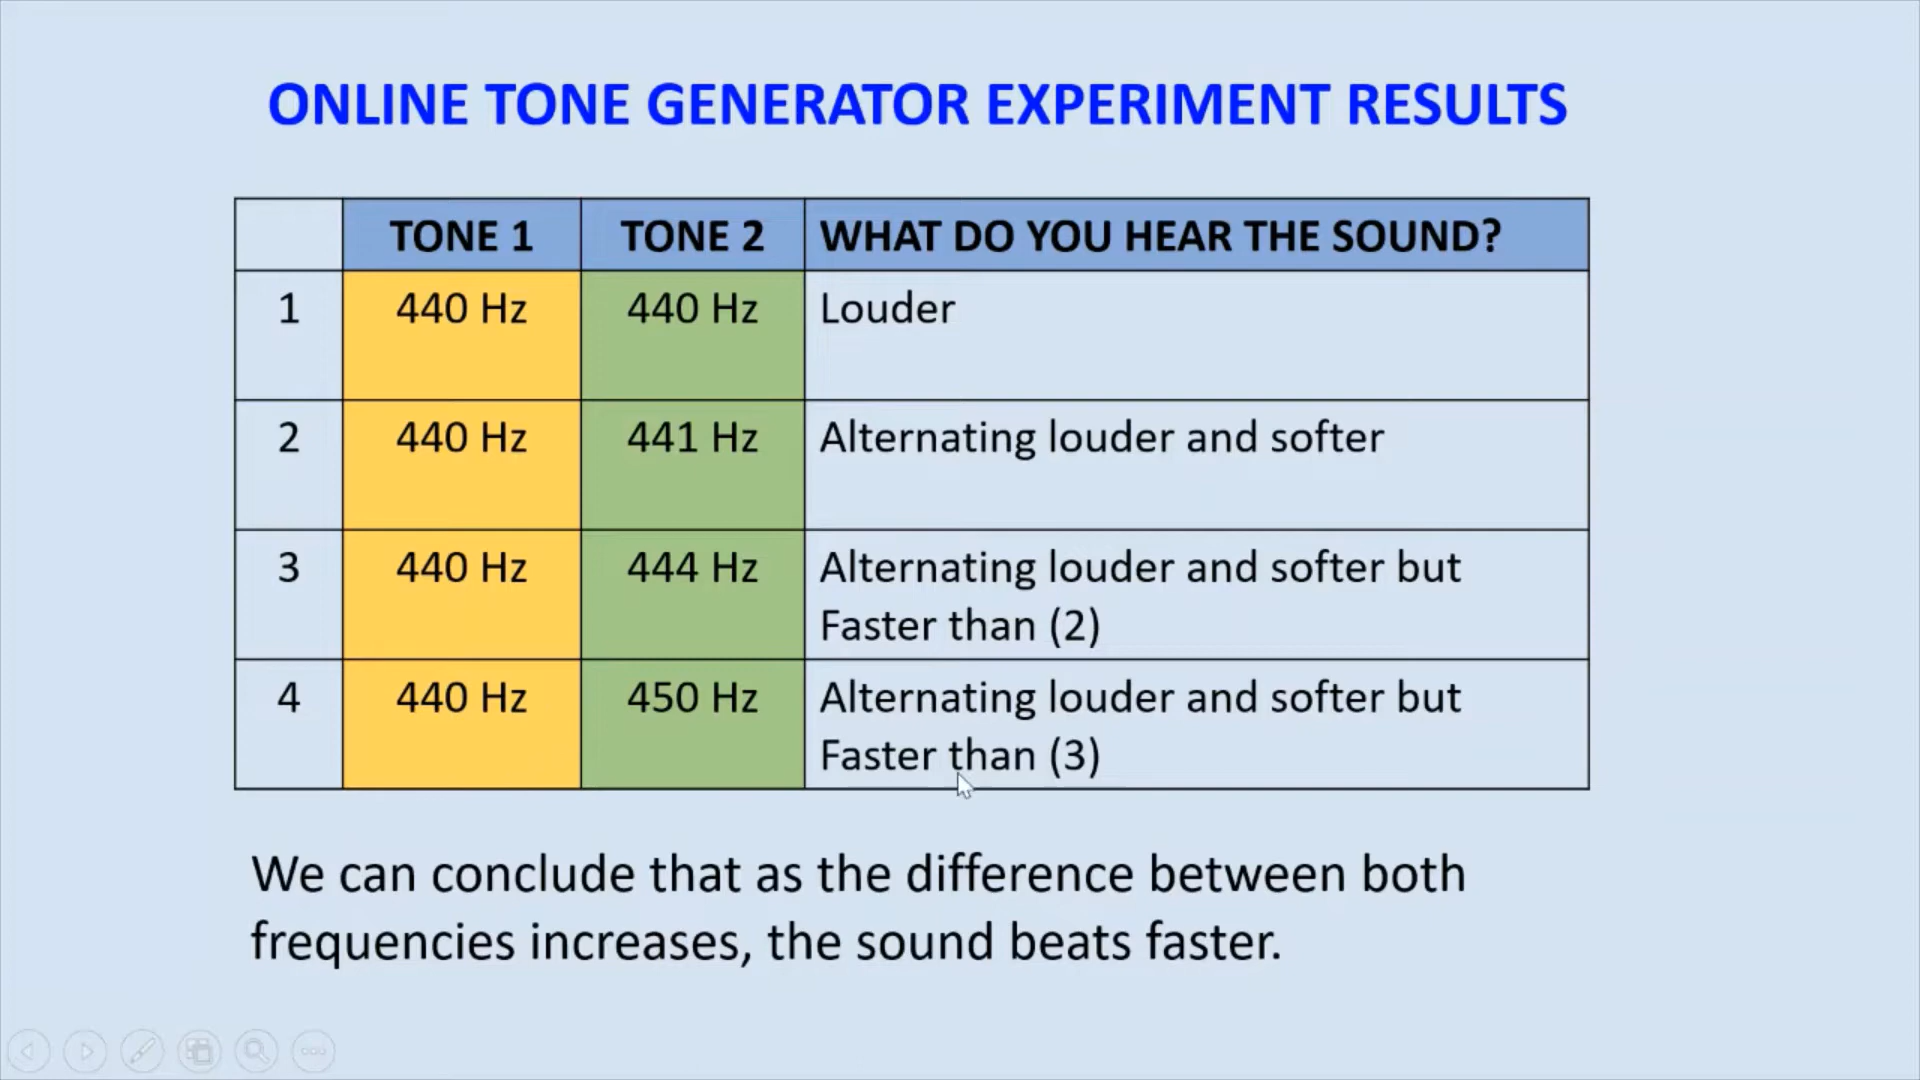 ONLINE TONE GENERATOR EXPERIMENT RESULTS
TONE 1 TONE 2 WHAT DO YOU HEAR THE SOUND?
1 440 Hz 440 Hz Louder
2 440 Hz 441 Hz Alternating louder and softer
3 440 Hz 444 Hz Alternating louder and softer but
Faster than (2)
4 440 Hz 450 Hz Alternating louder and softer but
Faster than (3)
We can conclude that as the difference between both
frequencies increases, the sound beats faster.